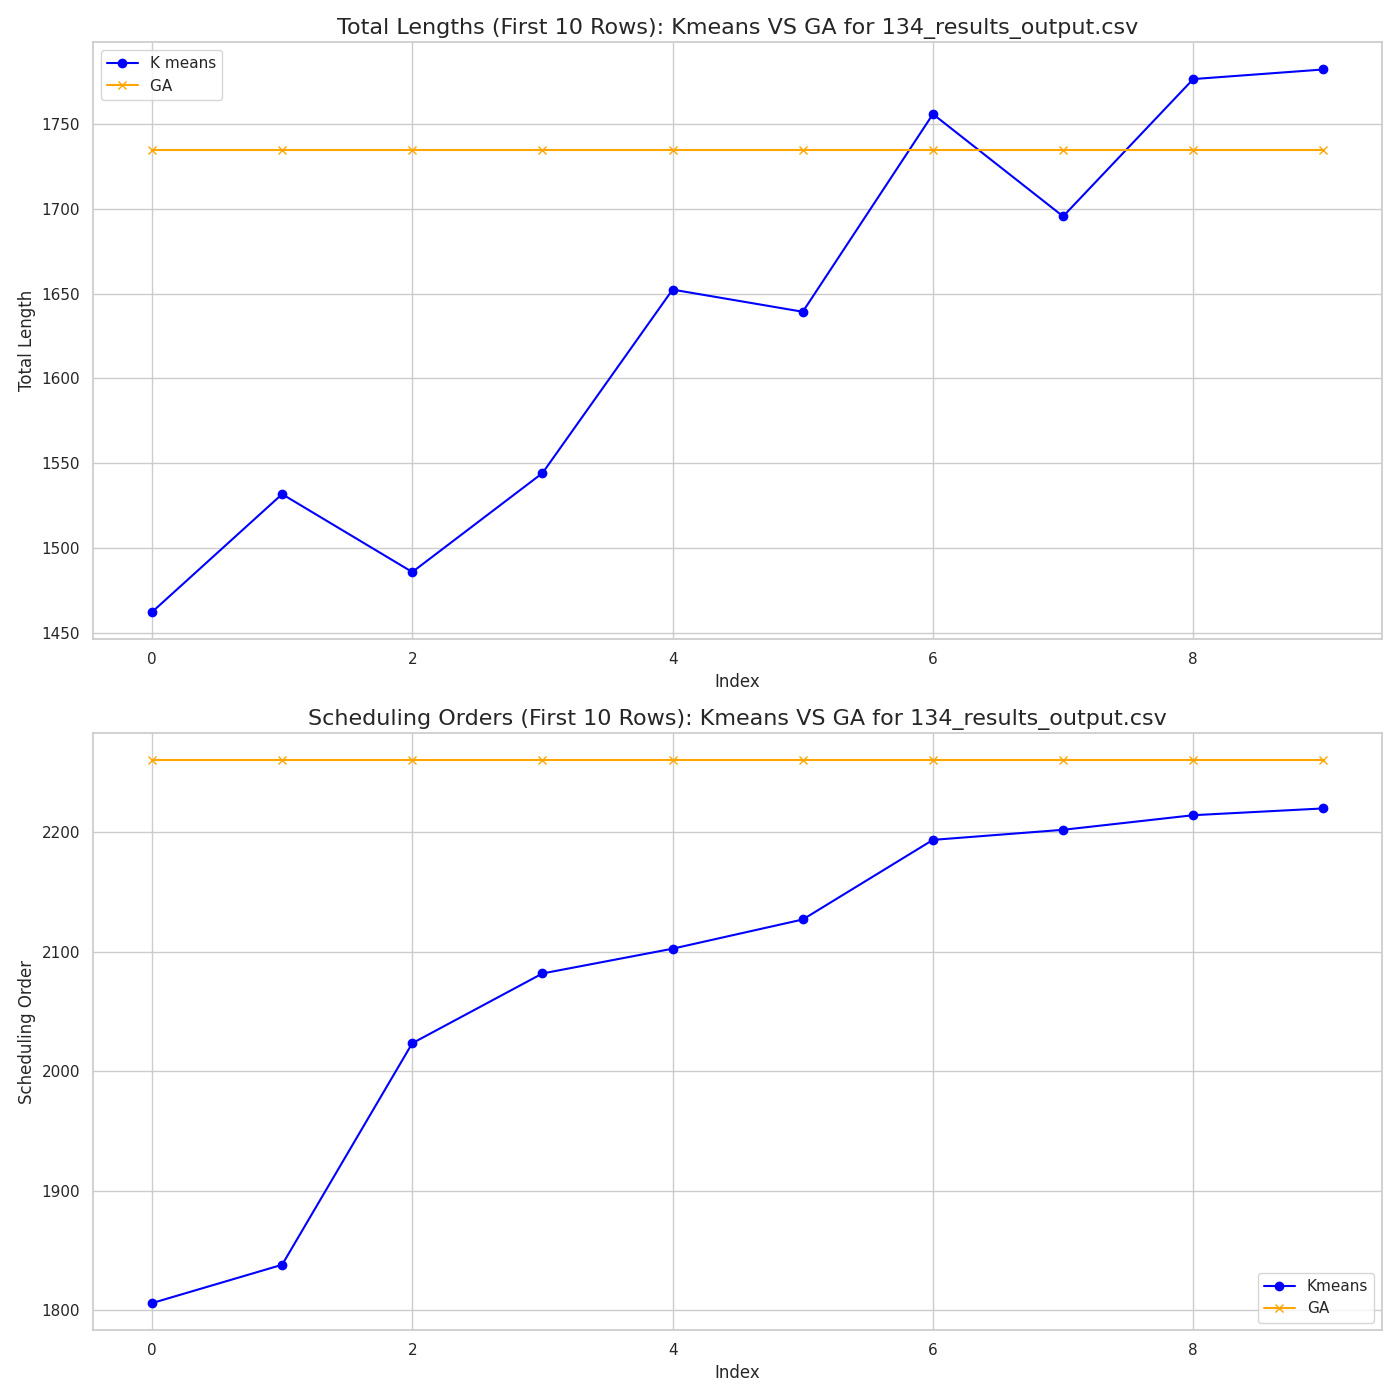 Total Lengths (First 10 Rows): Kmeans VS GA for 134_results_output.csv
K means
GA
1750
1700
1650
1600
1550
1500
1450
Total Length
0 2 4 6 8
Index
Scheduling Orders (First 10 Rows): Kmeans VS GA for 134_results_output.csv
2200
2100
2000
1900
1800
Scheduling Order
Kmeans
GA
0 2 4 6 8
Index